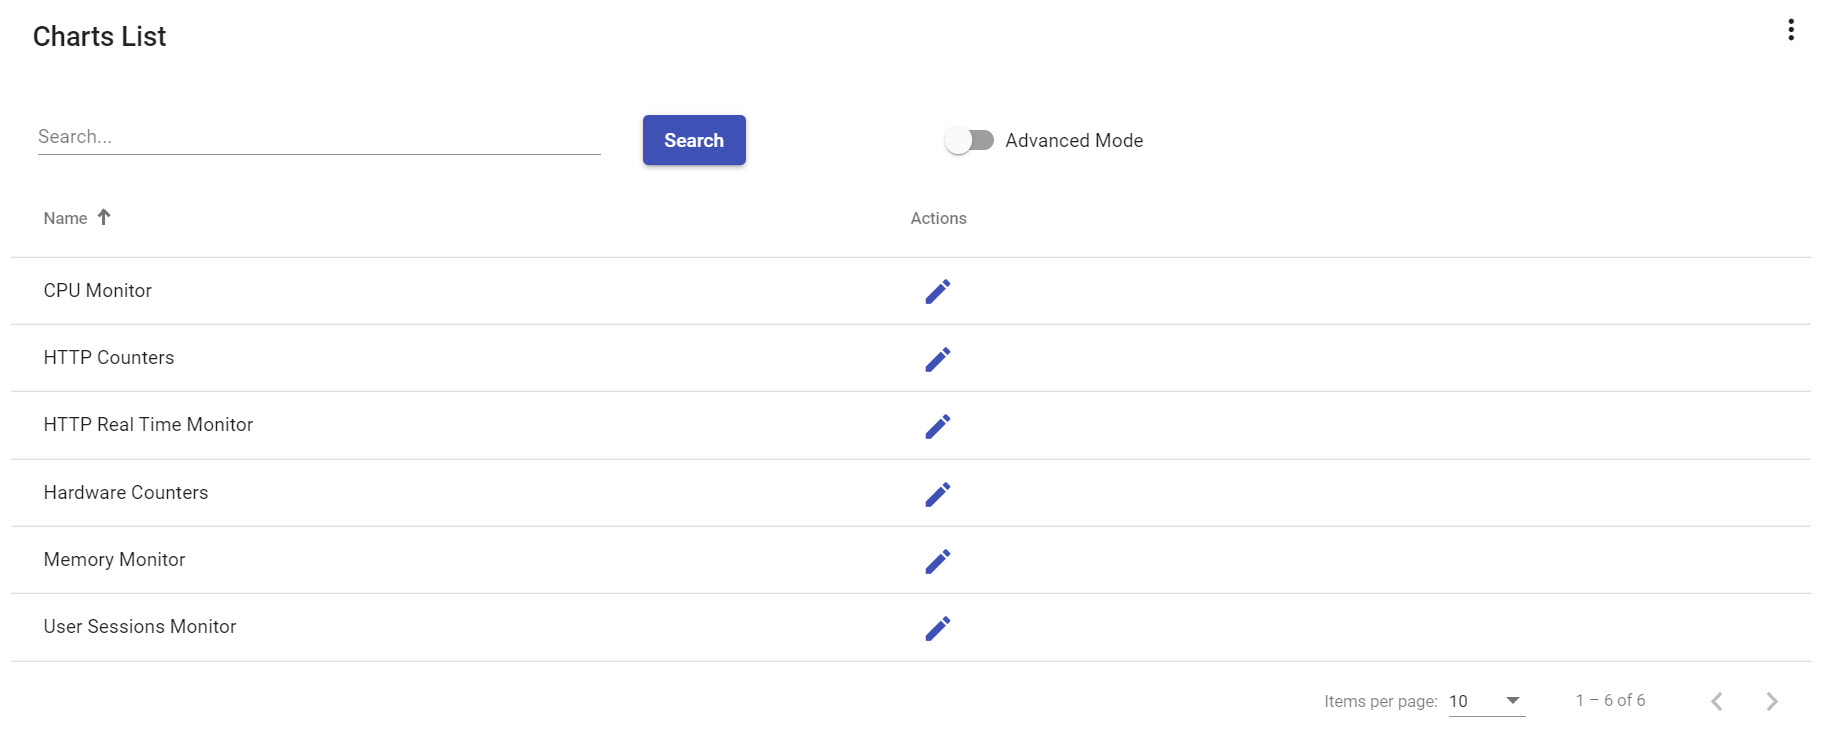 Charts List
Search...
Search
Advanced Mode
Name
Actions
CPU Monitor
HTTP Counters
HTTP Real Time Monitor
Hardware Counters
Memory Monitor
User Sessions Monitor
Items per page: 10
1 – 6 of 6